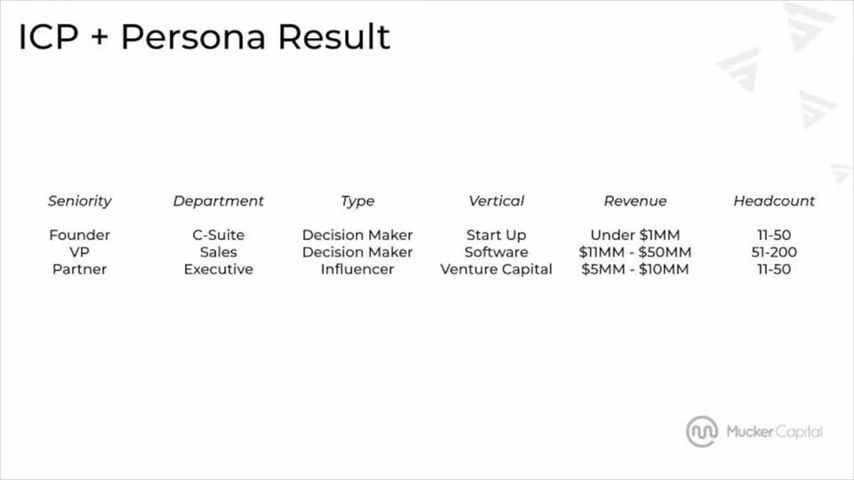 ICP + Persona Result
Seniority Department Type Vertical Revenue Headcount
Founder C-Suite Decision Maker Start Up Under $1MM 11-50
VP Sales Decision Maker Software $11MM - $50MM 51-200
Partner Executive Influencer Venture Capital $5MM - $10MM 11-50
Mucker Capital